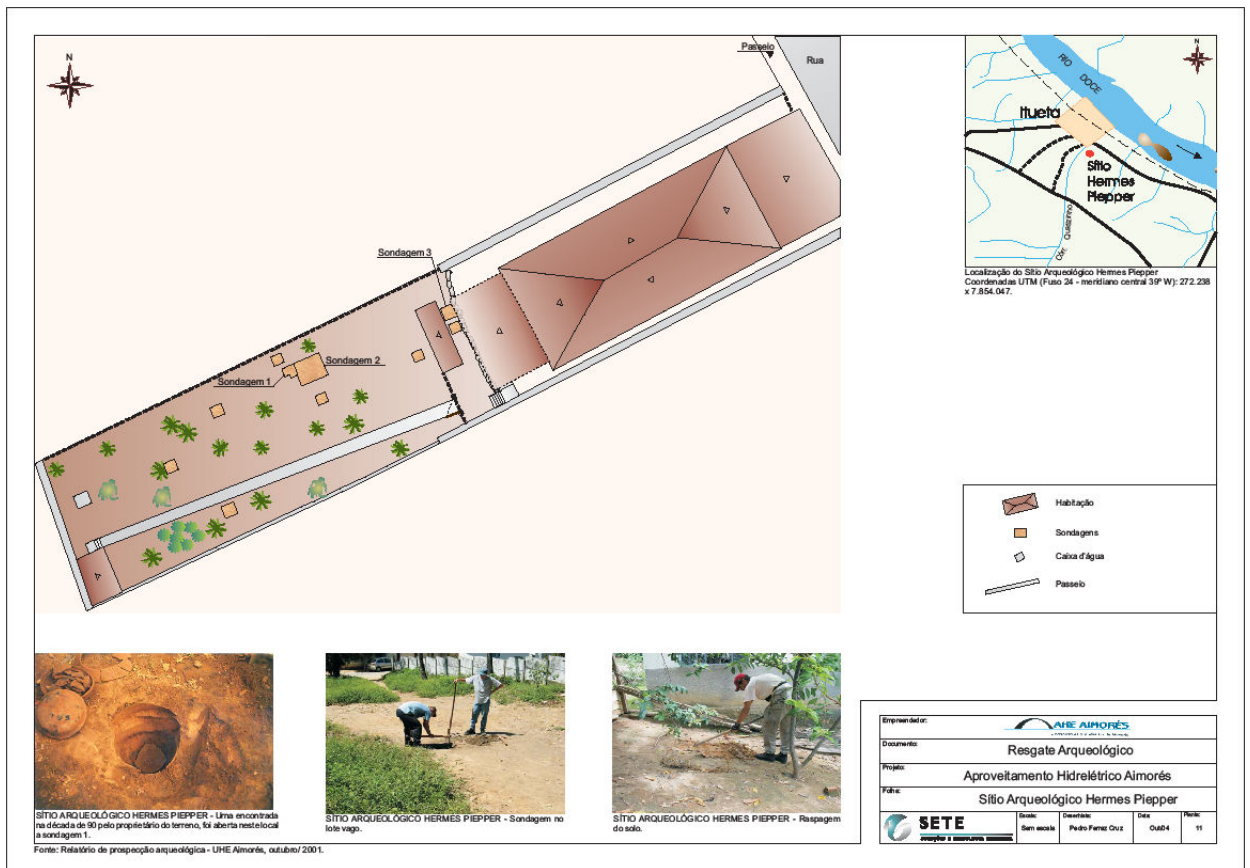 N
Passeio
Rua
Sondagem 3
Sondagem 2
Sondagem 1
N
RIO DOCE
Itueta
Sítio
Hermes
Piepper
Córr. Queizinho
Localização do Sítio Arqueológico Hermes Piepper
Coordenadas UTM (Fuso 24 - meridiano central 39º W): 272.238
x 7.854.047.
Habitação
Sondagens
Caixa d'água
Passeio
SÍTIO ARQUEOLÓGICO HERMES PIEPPER - Urna encontrada
na década de 90 pelo proprietário do terreno, foi aberta neste local
a sondagem 1.
SÍTIO ARQUEOLÓGICO HERMES PIEPPER - Sondagem no
lote vago.
SÍTIO ARQUEOLÓGICO HERMES PIEPPER - Raspagem
do solo.
Fonte: Relatório de prospecção arqueológica - UHE Aimorés, outubro/ 2001.
Empreendedor:
AHE AIMORÉS
Documento:
Resgate Arqueológico
Projeto:
Aproveitamento Hidrelétrico Aimorés
Folha:
Sítio Arqueológico Hermes Piepper
SETE
Escala:
Sem escala
Desenhista:
Pedro Ferraz Cruz
Data:
Out/04
Planta:
11